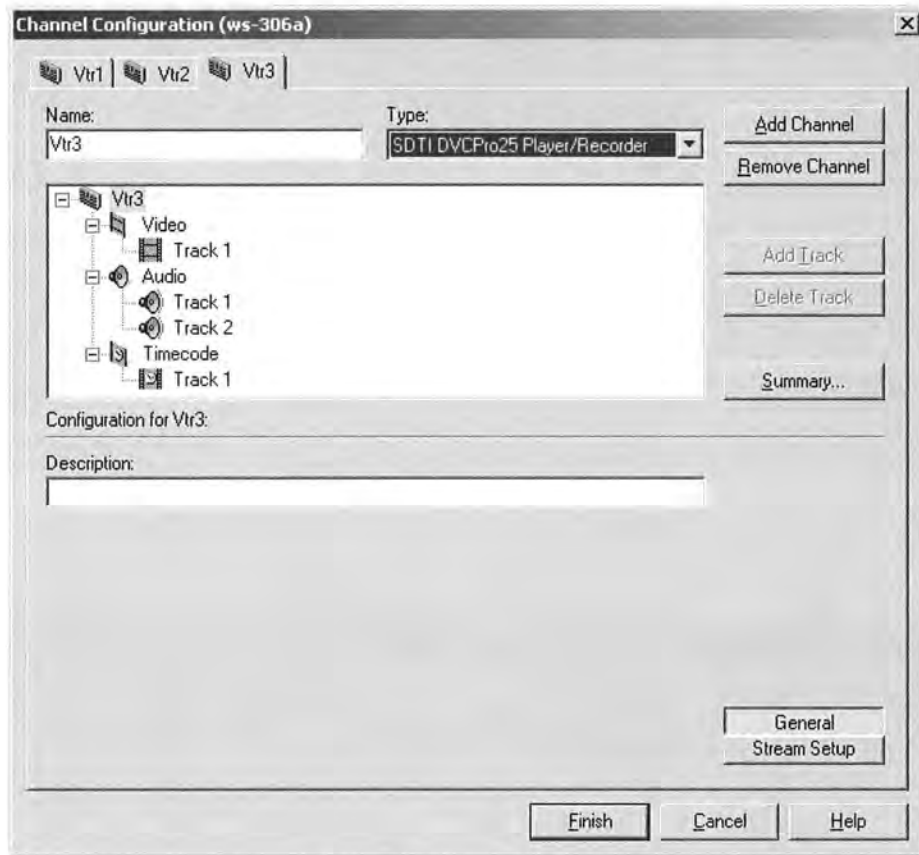 Channel Configuration (ws-306a)
Vtr1 Vtr2 Vtr3
Name: Type:
Vtr3 SDTI DVCPro25 Player/Recorder
Add Channel
Remove Channel
Vtr3
Video
Track 1
Audio
Track 1
Track 2
Timecode
Track 1
Add Track
Delete Track
Summary...
Configuration for Vtr3:
Description:
General
Stream Setup
Finish Cancel Help